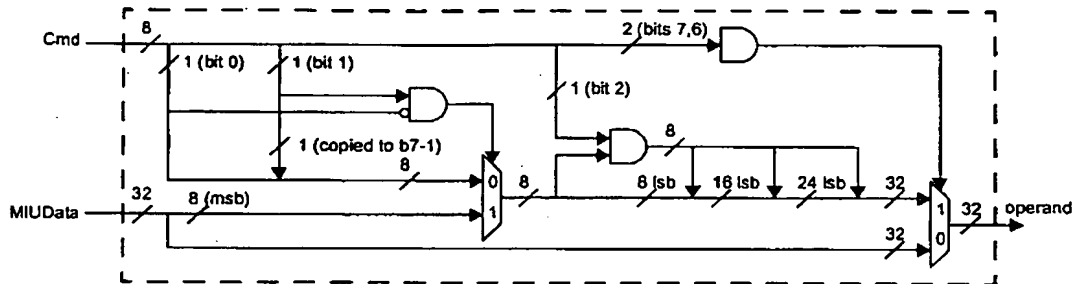 Cmd
8
2 (bits 7,6)
1 (bit 0)
1 (bit 1)
1 (bit 2)
1 (copied to b7-1)
8
8
0
1
8
8 lsb
16 lsb
24 lsb
32
MIUData
32
8 (msb)
1
0
32
operand
32